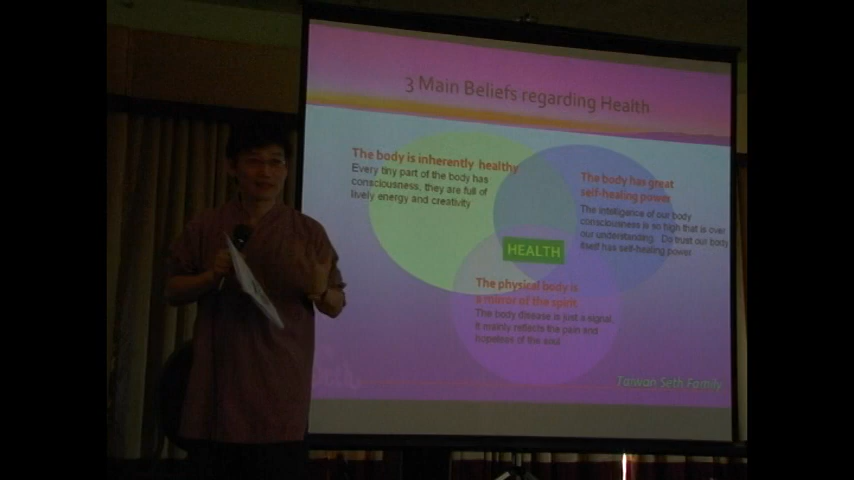 3 Main Beliefs regarding Health
The body is inherently healthy
Every tiny part of the body has
consciousness, they are full of
lively energy and creativity
The body has great
self-healing power
The intelligence of our body
consciousness is so high that is over
our understanding. Do trust our body
itself has self-healing power
HEALTH
The physical body is
a mirror of the spirit
The body disease is just a signal.
It mainly reflects the pain and
hopeless of the soul
Taiwan Seth Family